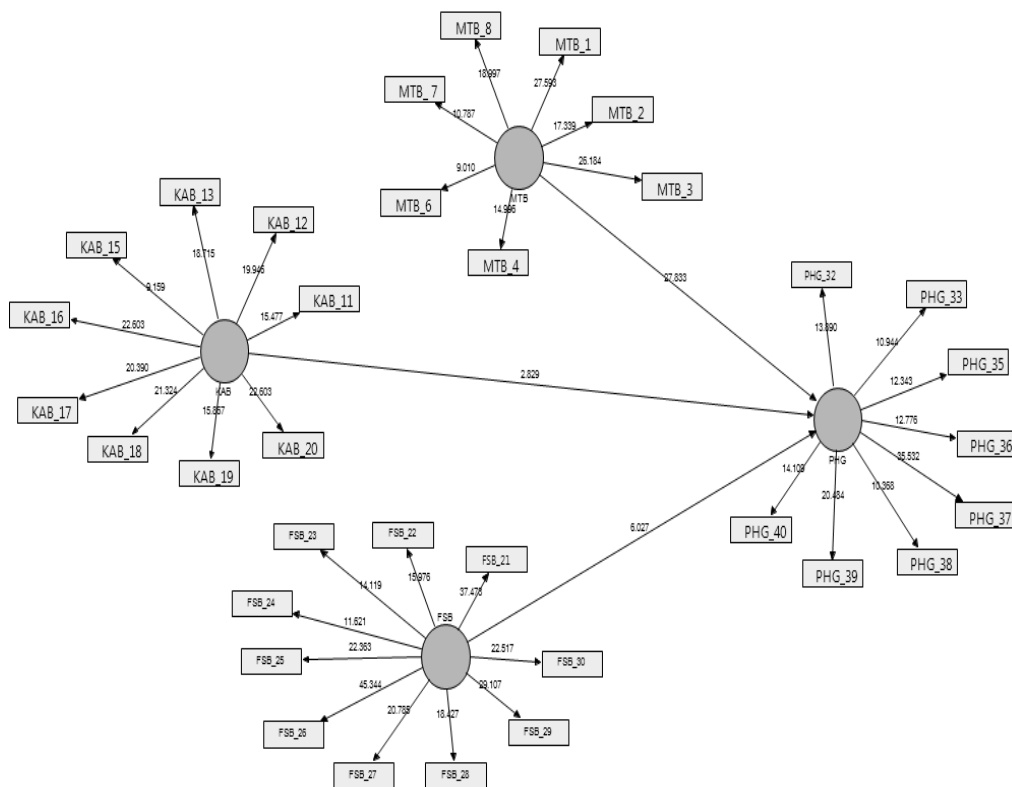 MTB_8
MTB_1
18.997
27.593
MTB_7
10.787
MTB_2
17.339
9.010
26.184
MTB_3
MTB_6
MTB
14.996
MTB_4
KAB_13
KAB_12
KAB_15
18.715
19.946
9.159
KAB_11
15.477
KAB_16
22.603
20.390
KAB
21.324
15.867
22.603
KAB_17
KAB_18
KAB_20
KAB_19
27.833
2.829
6.027
PHG_32
PHG_33
13.890
10.944
PHG_35
12.343
12.776
PHG_36
PHG
35.532
14.109
20.484
10.368
PHG_37
PHG_40
PHG_38
PHG_39
FSB_23
FSB_22
FSB_21
14.119
15.976
37.473
FSB_24
11.621
FSB
22.363
22.517
FSB_25
FSB_30
45.344
29.107
20.785
18.427
FSB_26
FSB_29
FSB_27
FSB_28